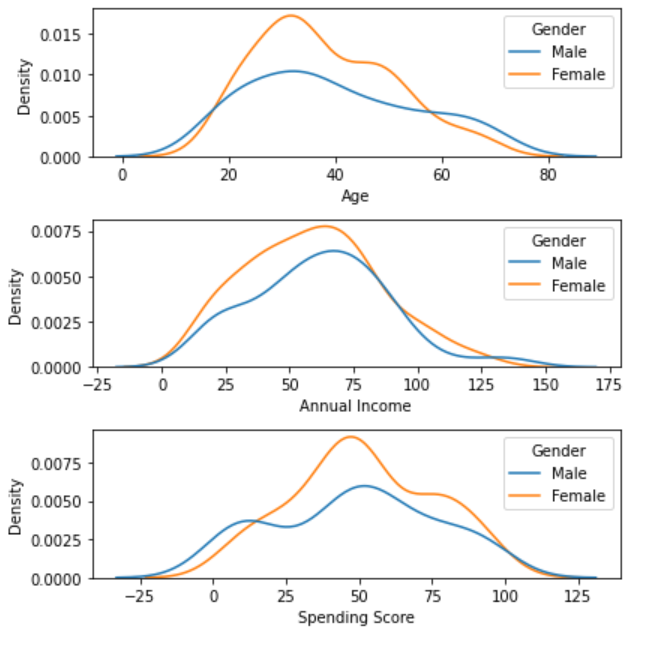 Gender
Male
Female
Density
0.015
0.010
0.005
0.000
0 20 40 60 80
Age
Gender
Male
Female
Density
0.0075
0.0050
0.0025
0.0000
−25 0 25 50 75 100 125 150 175
Annual Income
Gender
Male
Female
Density
0.0075
0.0050
0.0025
0.0000
−25 0 25 50 75 100 125
Spending Score